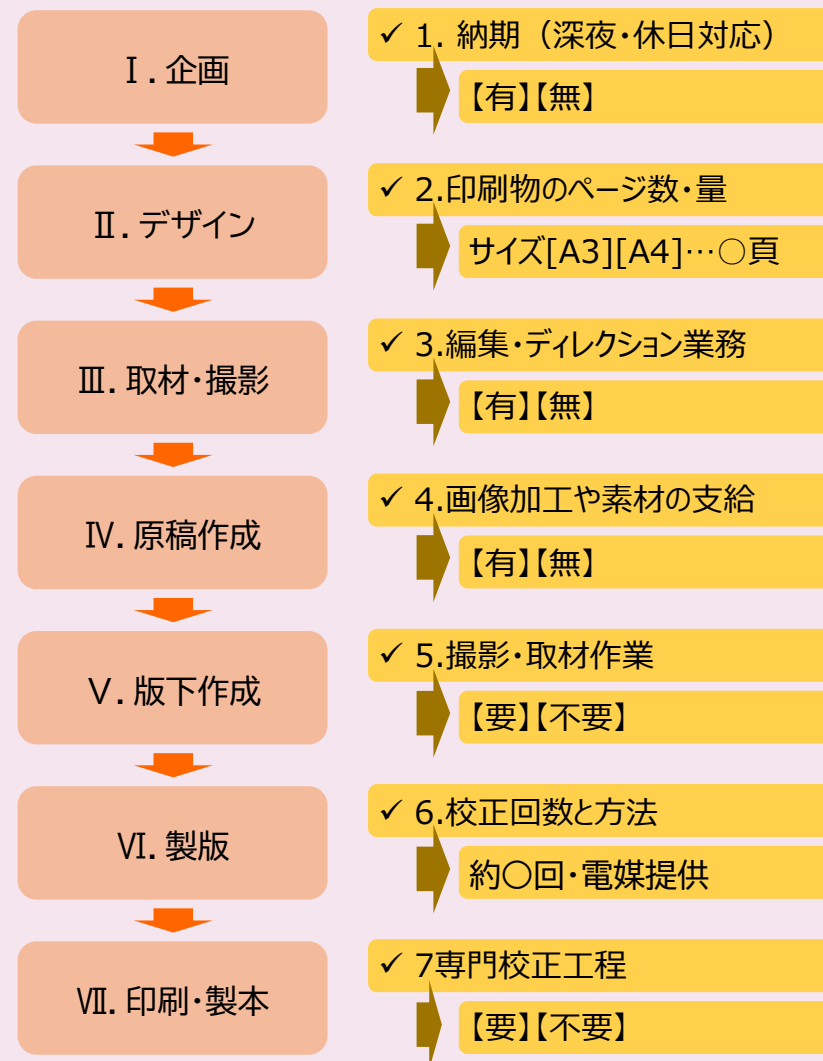 Ⅰ.企画
✓ 1. 納期（深夜・休日対応）
【有】【無】
Ⅱ.デザイン
✓ 2.印刷物のページ数・量
サイズ[A3][A4]…○頁
Ⅲ.取材・撮影
✓ 3.編集・ディレクション業務
【有】【無】
Ⅳ.原稿作成
✓ 4.画像加工や素材の支給
【有】【無】
Ⅴ.版下作成
✓ 5.撮影・取材作業
【要】【不要】
Ⅵ.製版
✓ 6.校正回数と方法
約○回・電媒提供
Ⅶ.印刷・製本
✓ 7専門校正工程
【要】【不要】